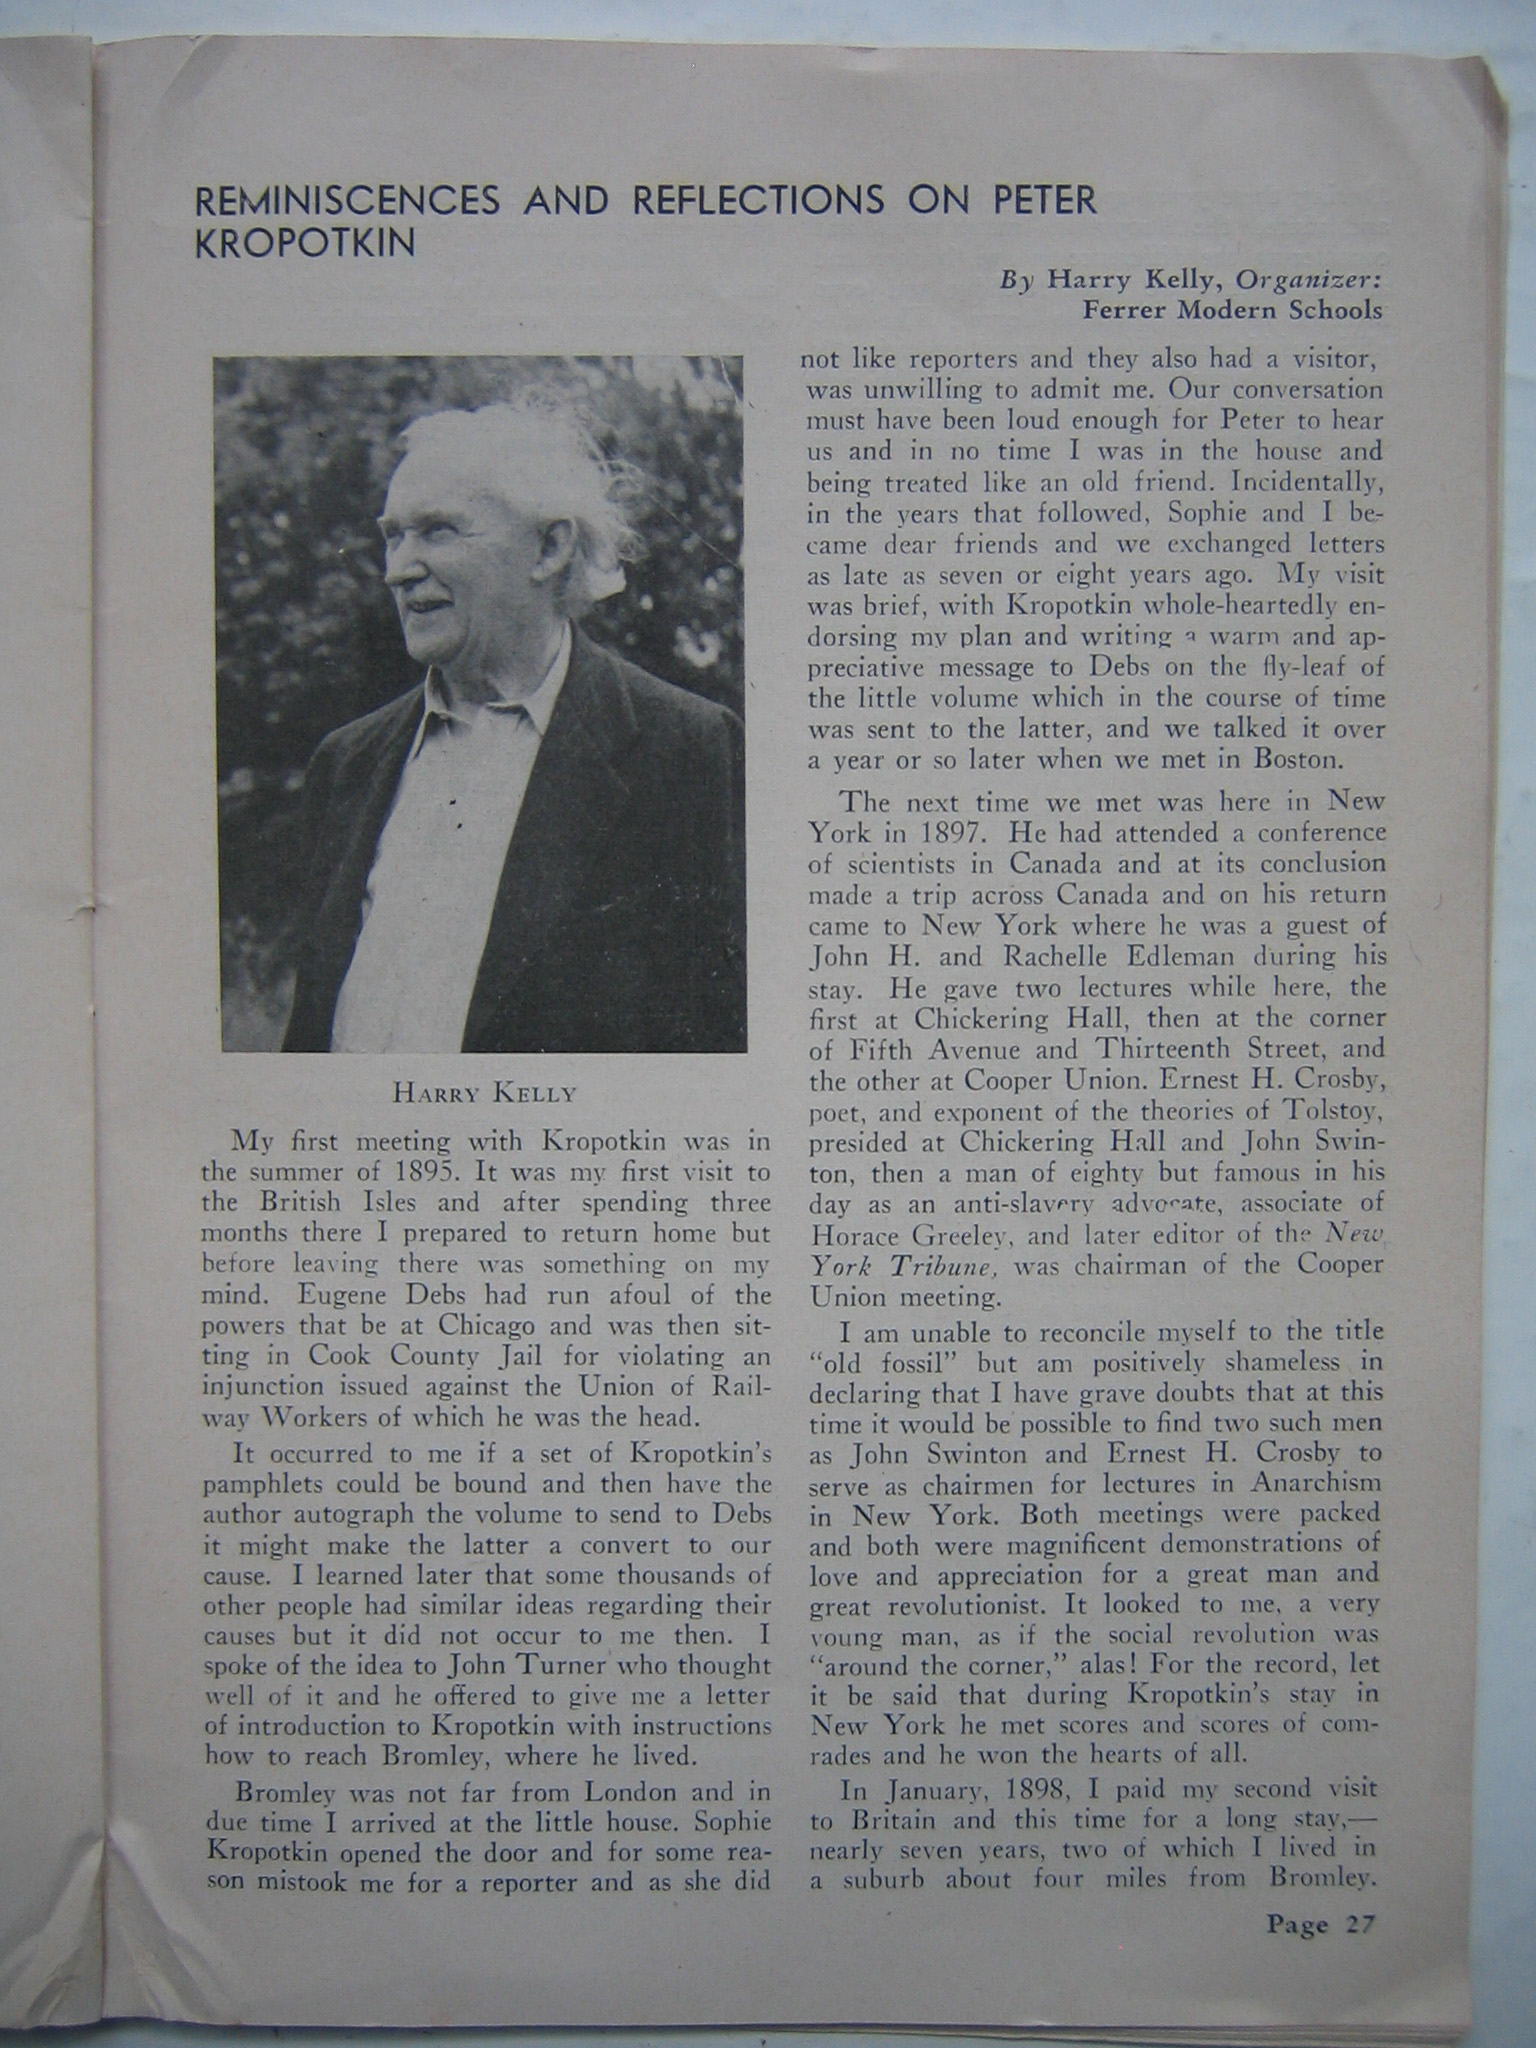 REMINISCENCES AND REFLECTIONS ON PETER
KROPOTKIN
By Harry Kelly, Organizer:
Ferrer Modern Schools
HARRY KELLY
My first meeting with Kropotkin was in
the summer of 1895. It was my first visit to
the British Isles and after spending three
months there I prepared to return home but
before leaving there was something on my
mind. Eugene Debs had run afoul of the
powers that be at Chicago and was then sit-
ting in Cook County Jail for violating an
injunction issued against the Union of Rail-
way Workers of which he was the head.
It occurred to me if a set of Kropotkin's
pamphlets could be bound and then have the
author autograph the volume to send to Debs
it might make the latter a convert to our
cause. I learned later that some thousands of
other people had similar ideas regarding their
causes but it did not occur to me then. I
spoke of the idea to John Turner who thought
well of it and he offered to give me a letter
of introduction to Kropotkin with instructions
how to reach Bromley, where he lived.
Bromley was not far from London and in
due time I arrived at the little house. Sophie
Kropotkin opened the door and for some rea-
son mistook me for a reporter and as she did
not like reporters and they also had a visitor,
was unwilling to admit me. Our conversation
must have been loud enough for Peter to hear
us and in no time I was in the house and
being treated like an old friend. Incidentally,
in the years that followed, Sophie and I be-
came dear friends and we exchanged letters
as late as seven or eight years ago. My visit
was brief, with Kropotkin whole-heartedly en-
dorsing my plan and writing a warm and ap-
preciative message to Debs on the fly-leaf of
the little volume which in the course of time
was sent to the latter, and we talked it over
a year or so later when we met in Boston.
The next time we met was here in New
York in 1897. He had attended a conference
of scientists in Canada and at its conclusion
made a trip across Canada and on his return
came to New York where he was a guest of
John H. and Rachelle Edleman during his
stay. He gave two lectures while here, the
first at Chickering Hall, then at the corner
of Fifth Avenue and Thirteenth Street, and
the other at Cooper Union. Ernest H. Crosby,
poet, and exponent of the theories of Tolstoy,
presided at Chickering Hall and John Swin-
ton, then a man of eighty but famous in his
day as an anti-slavery advocate, associate of
Horace Greeley, and later editor of the New
York Tribune, was chairman of the Cooper
Union meeting.
I am unable to reconcile myself to the title
"old fossil" but am positively shameless in
declaring that I have grave doubts that at this
time it would be possible to find two such men
as John Swinton and Ernest H. Crosby to
serve as chairmen for lectures in Anarchism
in New York. Both meetings were packed
and both were magnificent demonstrations of
love and appreciation for a great man and
great revolutionist. It looked to me, a very
young man, as if the social revolution was
"around the corner," alas! For the record, let
it be said that during Kropotkin's stay in
New York he met scores and scores of com-
rades and he won the hearts of all.
In January, 1898, I paid my second visit
to Britain and this time for a long stay,—
nearly seven years, two of which I lived in
a suburb about four miles from Bromley.
Page 27